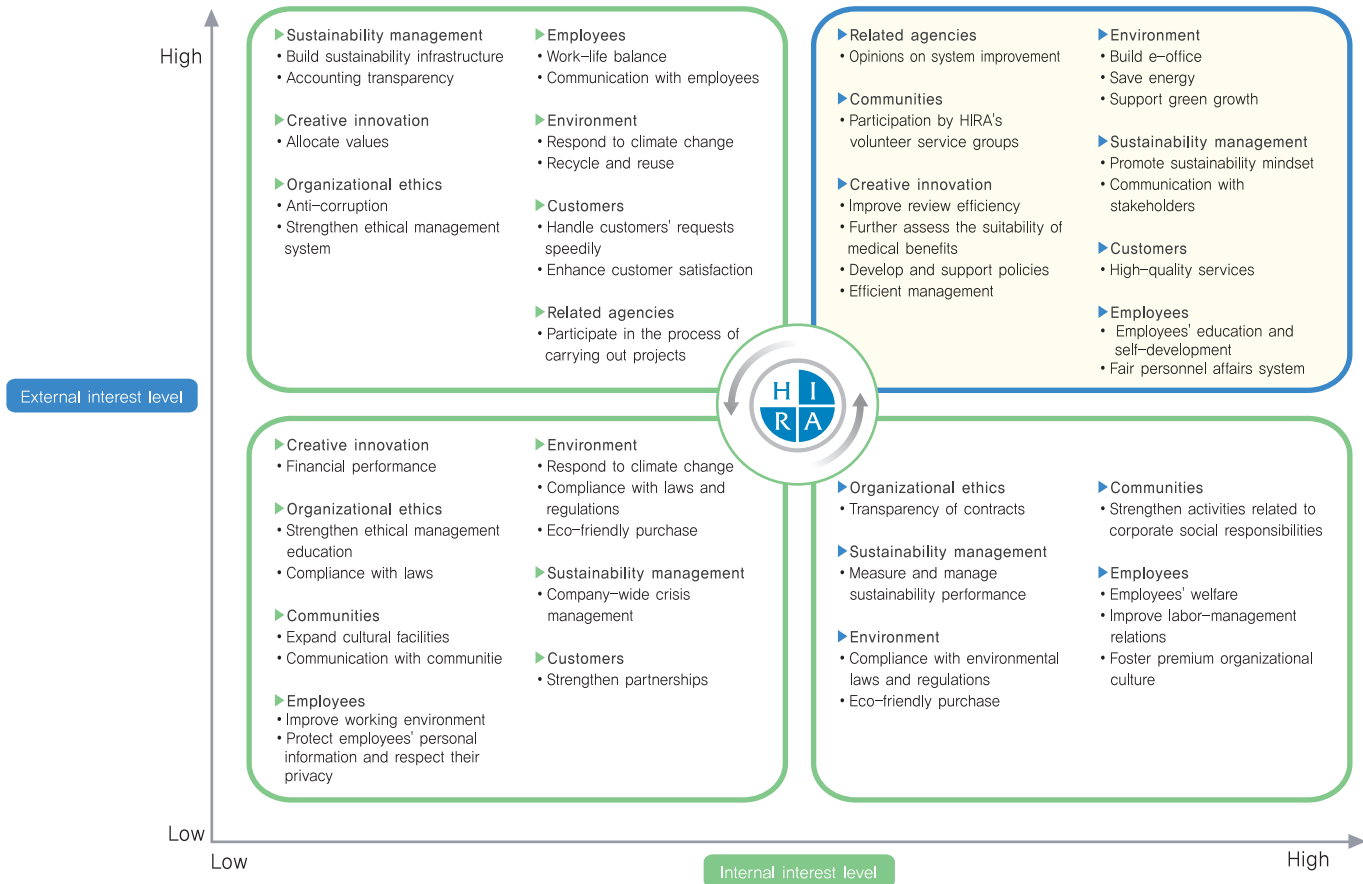 High
External interest level
Low
Low
Internal interest level
High
▶Sustainability management
• Build sustainability infrastructure
• Accounting transparency
▶Creative innovation
• Allocate values
▶Organizational ethics
• Anti-corruption
• Strengthen ethical management
system
▶Employees
• Work-life balance
• Communication with employees
▶Environment
• Respond to climate change
• Recycle and reuse
▶Customers
• Handle customers' requests
speedily
• Enhance customer satisfaction
▶Related agencies
• Participate in the process of
carrying out projects
▶Related agencies
• Opinions on system improvement
▶Communities
• Participation by HIRA's
volunteer service groups
▶Creative innovation
• Improve review efficiency
• Further assess the suitability of
medical benefits
• Develop and support policies
• Efficient management
▶Environment
• Build e-office
• Save energy
• Support green growth
▶Sustainability management
• Promote sustainability mindset
• Communication with
stakeholders
▶Customers
• High-quality services
▶Employees
• Employees' education and
self-development
• Fair personnel affairs system
H I
R A
▶Creative innovation
• Financial performance
▶Organizational ethics
• Strengthen ethical management
education
• Compliance with laws
▶Communities
• Expand cultural facilities
• Communication with communitie
▶Employees
• Improve working environment
• Protect employees' personal
information and respect their
privacy
▶Environment
• Respond to climate change
• Compliance with laws and
regulations
• Eco-friendly purchase
▶Sustainability management
• Company-wide crisis
management
▶Customers
• Strengthen partnerships
▶Organizational ethics
• Transparency of contracts
▶Sustainability management
• Measure and manage
sustainability performance
▶Environment
• Compliance with environmental
laws and regulations
• Eco-friendly purchase
▶Communities
• Strengthen activities related to
corporate social responsibilities
▶Employees
• Employees' welfare
• Improve labor-management
relations
• Foster premium organizational
culture